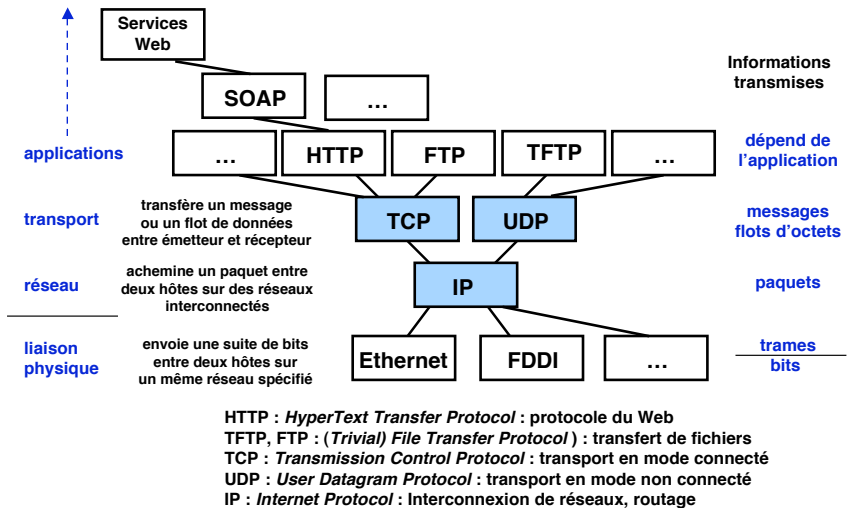 Services
Web
Informations
transmises
SOAP
...
applications
...
HTTP
FTP
TFTP
...
dépend de
l'application
transport
transfère un message
ou un flot de données
entre émetteur et récepteur
TCP
UDP
messages
flots d'octets
réseau
achemine un paquet entre
deux hôtes sur des réseaux
interconnectés
IP
paquets
liaison
physique
envoie une suite de bits
entre deux hôtes sur
un même réseau spécifié
Ethernet
FDDI
...
trames
bits
HTTP : HyperText Transfer Protocol : protocole du Web
TFTP, FTP : (Trivial) File Transfer Protocol ) : transfert de fichiers
TCP : Transmission Control Protocol : transport en mode connecté
UDP : User Datagram Protocol : transport en mode non connecté
IP : Internet Protocol : Interconnexion de réseaux, routage